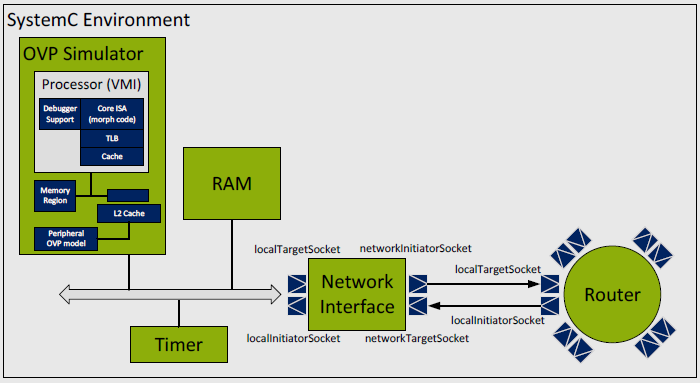 SystemC Environment
OVP Simulator
Processor (VMI)
Debugger
Support
Core ISA
(morph code)
TLB
Cache
Memory
Region
L2 Cache
Peripheral
OVP model
RAM
localTargetSocket
networkInitiatorSocket
Network
Interface
localTargetSocket
localInitiatorSocket
Router
Timer
localInitiatorSocket
networkTargetSocket